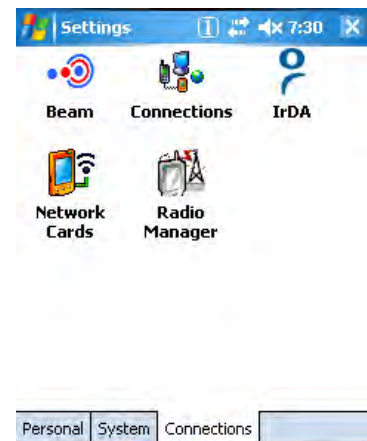 Settings 7:30
Beam Connections IrDA
Network Radio
Cards Manager
Personal System Connections